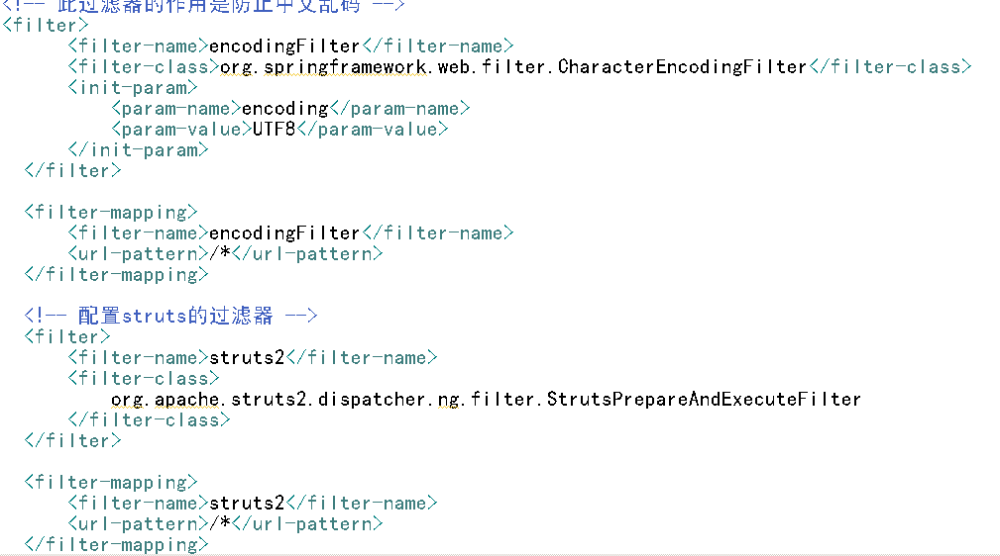 <!-- 此过滤器的作用是防止中文乱码 -->
<filter>
<filter-name>encodingFilter</filter-name>
<filter-class>org.springframework.web.filter.CharacterEncodingFilter</filter-class>
<init-param>
<param-name>encoding</param-name>
<param-value>UTF8</param-value>
</init-param>
</filter>
<filter-mapping>
<filter-name>encodingFilter</filter-name>
<url-pattern>/*</url-pattern>
</filter-mapping>
<!-- 配置struts的过滤器 -->
<filter>
<filter-name>struts2</filter-name>
<filter-class>
org.apache.struts2.dispatcher.ng.filter.StrutsPrepareAndExecuteFilter
</filter-class>
</filter>
<filter-mapping>
<filter-name>struts2</filter-name>
<url-pattern>/*</url-pattern>
</filter-mapping>